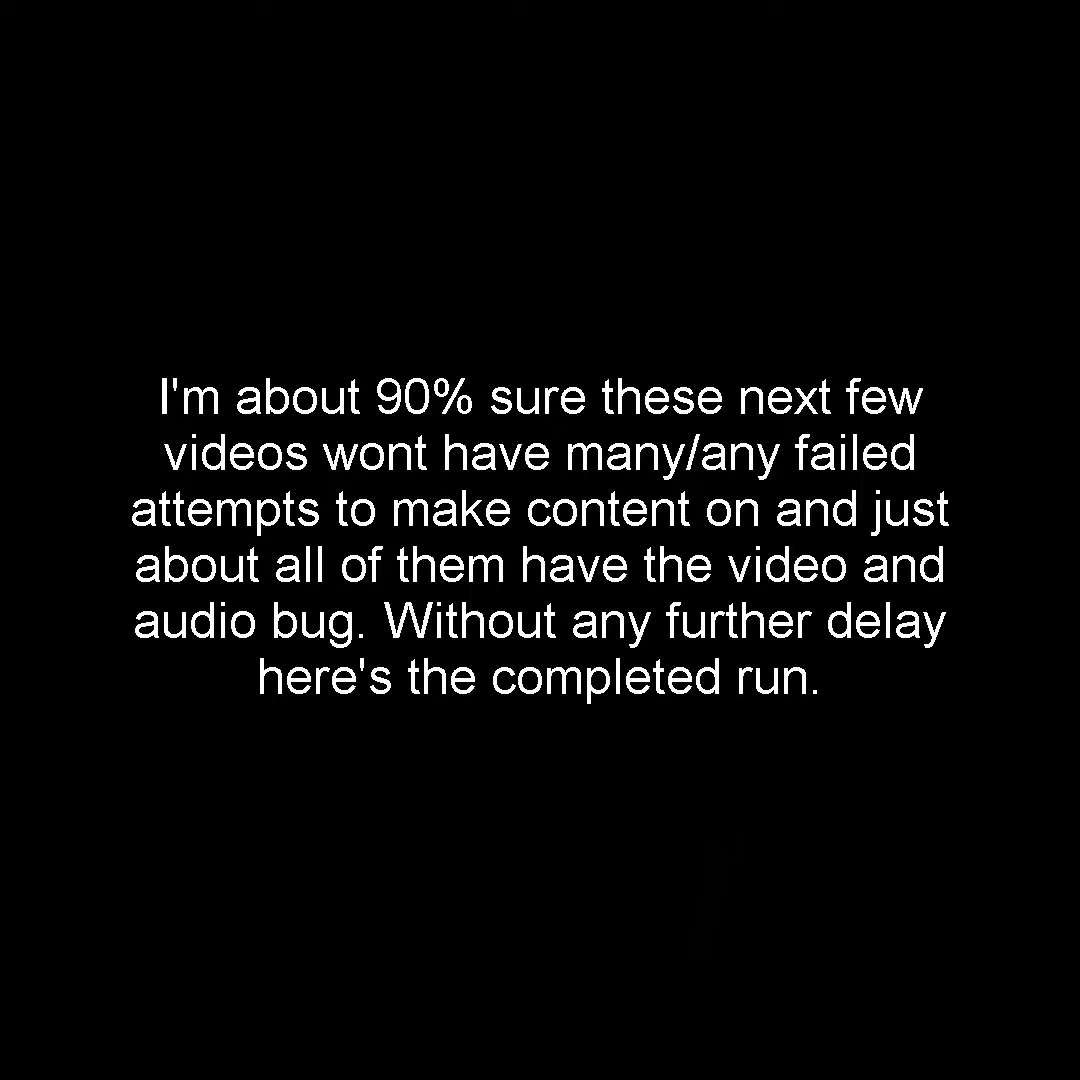 I'm about 90% sure these next few
videos wont have many/any failed
attempts to make content on and just
about all of them have the video and
audio bug. Without any further delay
here's the completed run.